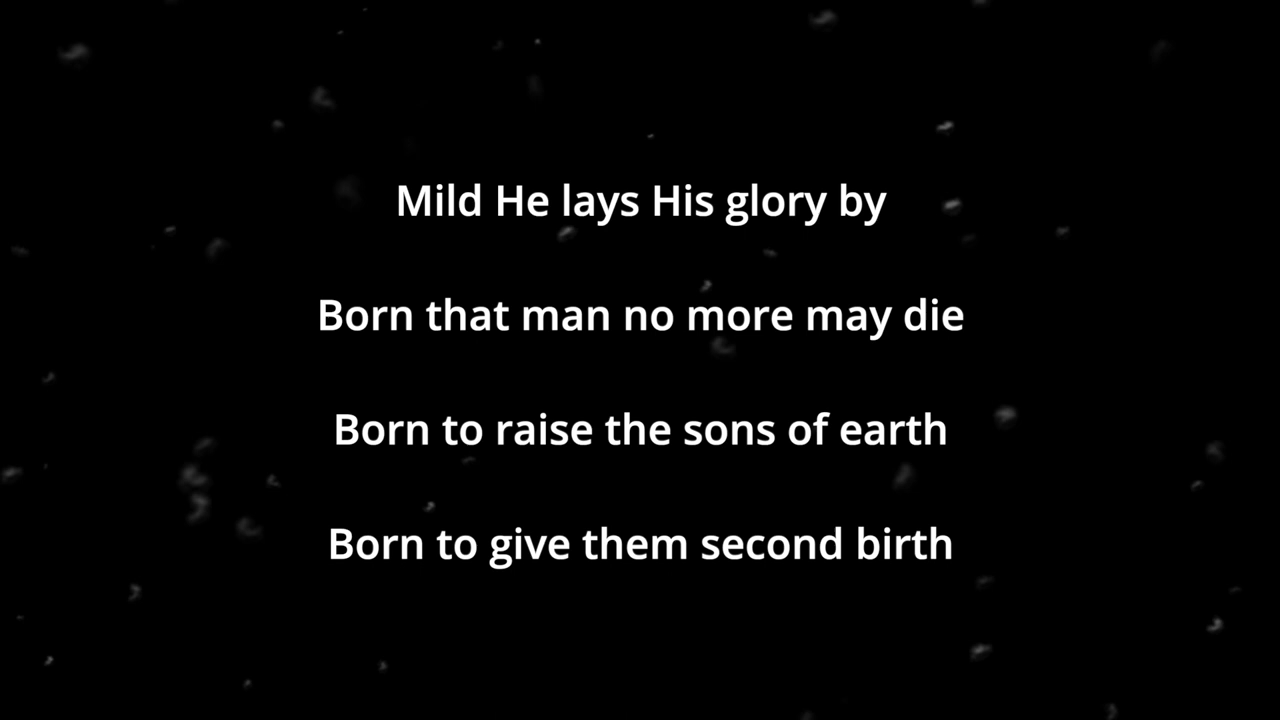 Mild He lays His glory by
Born that man no more may die
Born to raise the sons of earth
Born to give them second birth